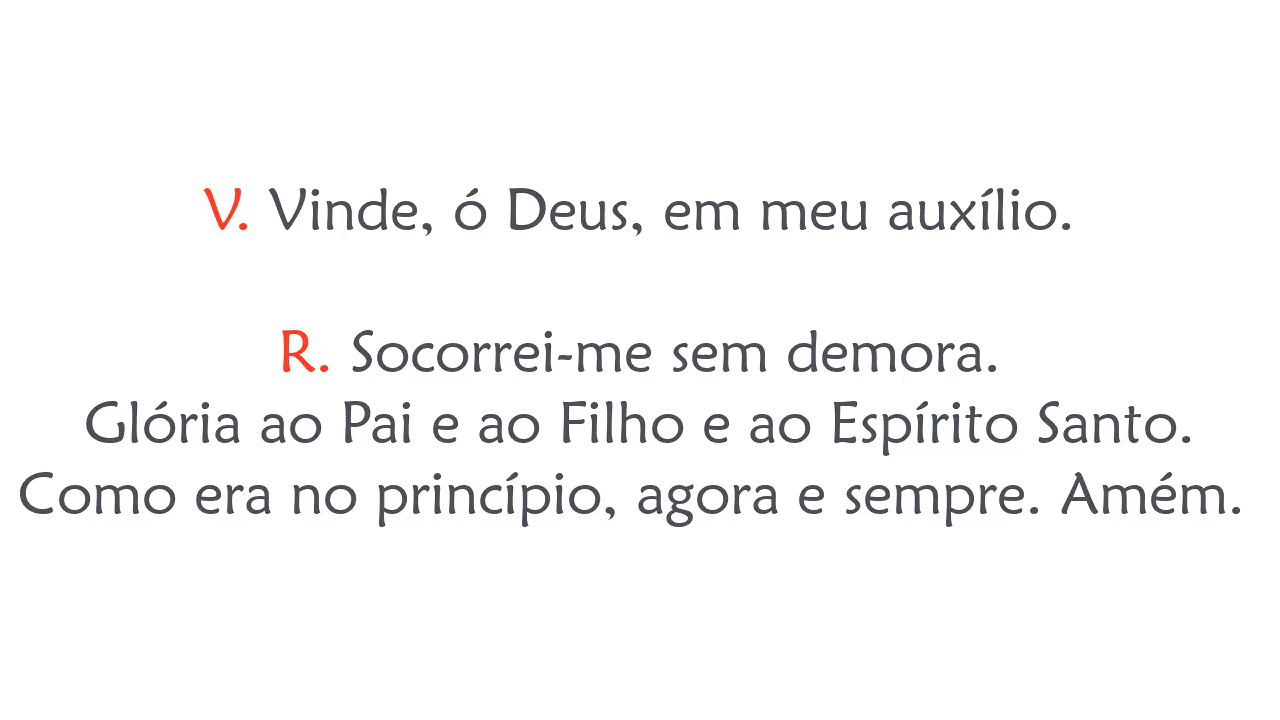 V. Vinde, ó Deus, em meu auxílio.
R. Socorrei-me sem demora.
Glória ao Pai e ao Filho e ao Espírito Santo.
Como era no princípio, agora e sempre. Amém.